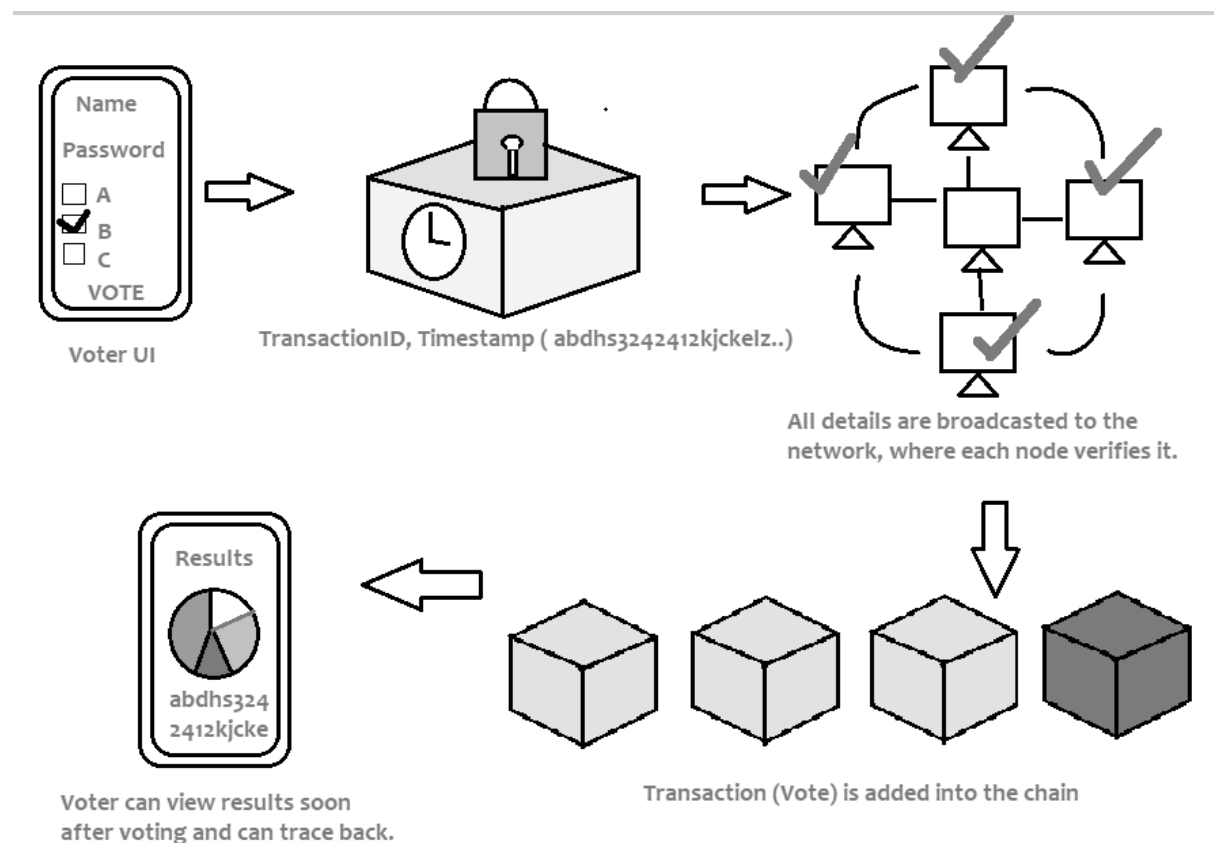 Name
Password
A
B
C
VOTE
Voter UI
TransactionID, Timestamp ( abdhs3242412kjckelz..)
All details are broadcasted to the
network, where each node verifies it.
Results
abdhs324
2412kjcke
Voter can view results soon
after voting and can trace back.
Transaction (Vote) is added into the chain